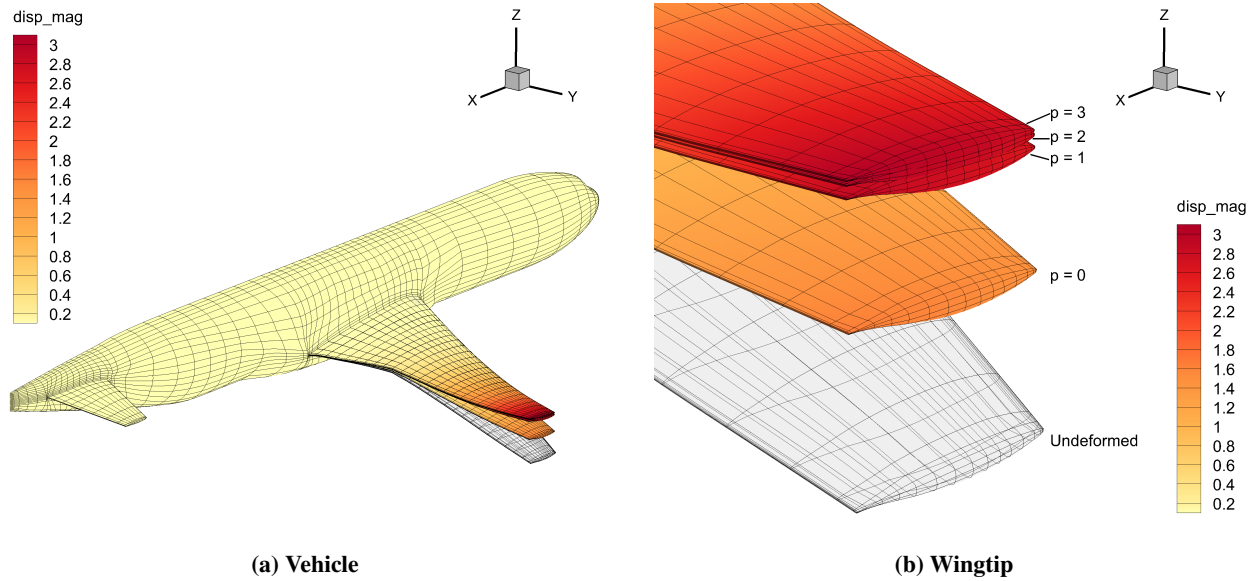 disp_mag
3
2.8
2.6
2.4
2.2
2
1.8
1.6
1.4
1.2
1
0.8
0.6
0.4
0.2
Z
X
Y
(a) Vehicle
Z
X
Y
p = 3
p = 2
p = 1
p = 0
Undeformed
disp_mag
3
2.8
2.6
2.4
2.2
2
1.8
1.6
1.4
1.2
1
0.8
0.6
0.4
0.2
(b) Wingtip